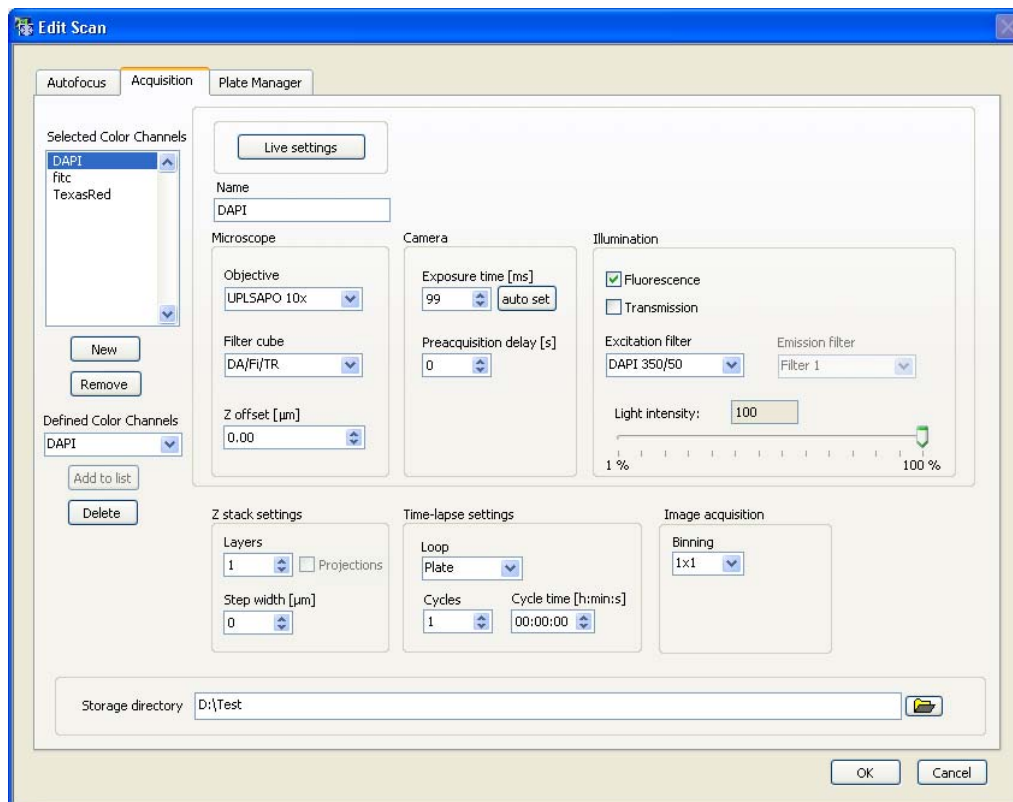 Edit Scan
Autofocus
Acquisition
Plate Manager
Selected Color Channels
DAPI
fitc
TexasRed
New
Remove
Defined Color Channels
DAPI
Add to list
Delete
Live settings
Name
DAPI
Microscope
Objective
UPLSAPO 10x
Filter cube
DA/Fi/TR
Z offset [µm]
0.00
Camera
Exposure time [ms]
99
auto set
Preacquisition delay [s]
0
Illumination
Fluorescence
Transmission
Excitation filter
DAPI 350/50
Emission filter
Filter 1
Light intensity:
100
1 %
100 %
Z stack settings
Layers
1
Projections
Step width [µm]
0
Time-lapse settings
Loop
Plate
Cycles
1
Cycle time [h:min:s]
00:00:00
Image acquisition
Binning
1x1
Storage directory
D:\Test
OK
Cancel